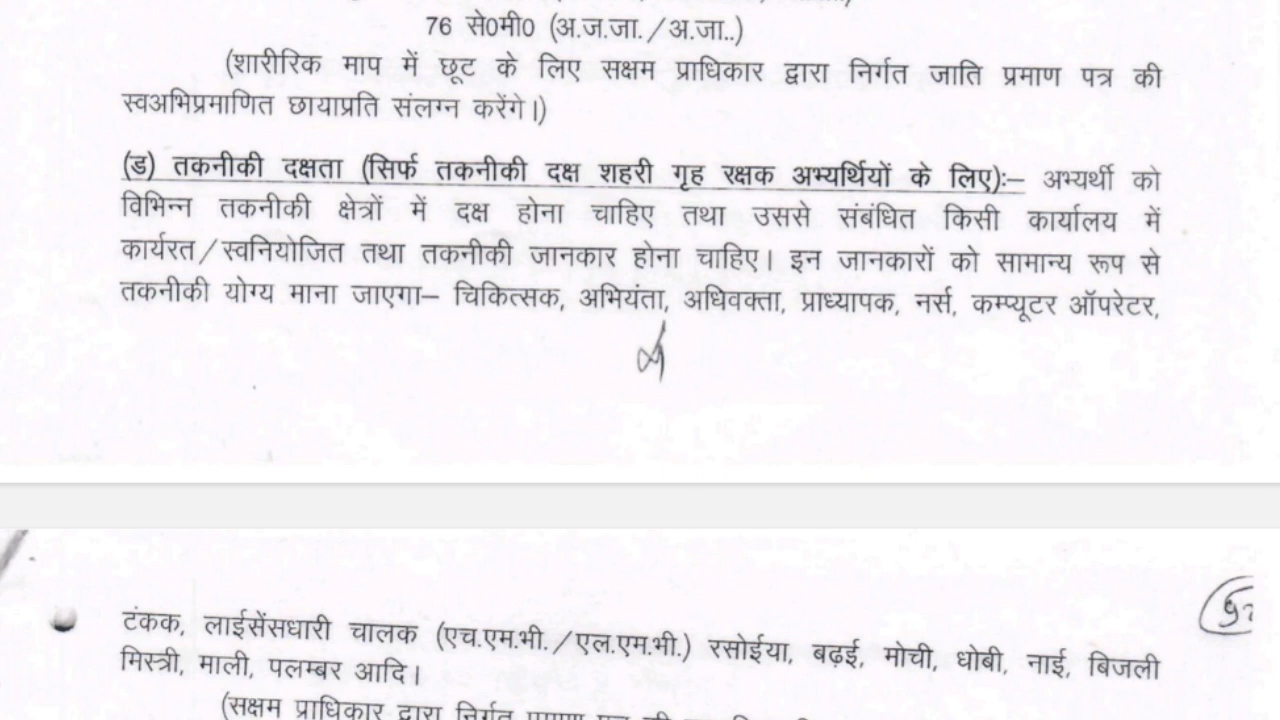 76 से0मी0 (अ.ज.जा./अ.जा..)
(शारीरिक माप में छूट के लिए सक्षम प्राधिकार द्वारा निर्गत जाति प्रमाण पत्र की
स्वअभिप्रमाणित छायाप्रति संलग्न करेंगे।)
(ड) तकनीकी दक्षता (सिर्फ तकनीकी दक्ष शहरी गृह रक्षक अभ्यर्थियों के लिए):– अभ्यर्थी को
विभिन्न तकनीकी क्षेत्रों में दक्ष होना चाहिए तथा उससे संबंधित किसी कार्यालय में
कार्यरत/स्वनियोजित तथा तकनीकी जानकार होना चाहिए। इन जानकारों को सामान्य रूप से
तकनीकी योग्य माना जाएगा– चिकित्सक, अभियंता, अधिवक्ता, प्राध्यापक, नर्स, कम्प्यूटर ऑपरेटर,
टंकक, लाईसेंसधारी चालक (एच.एम.भी./एल.एम.भी.) रसोईया, बढ़ई, मोची, धोबी, नाई, बिजली
मिस्त्री, माली, पलम्बर आदि।
(सक्षम प्राधिकार द्वारा निर्गत प्रमाण पत्र की